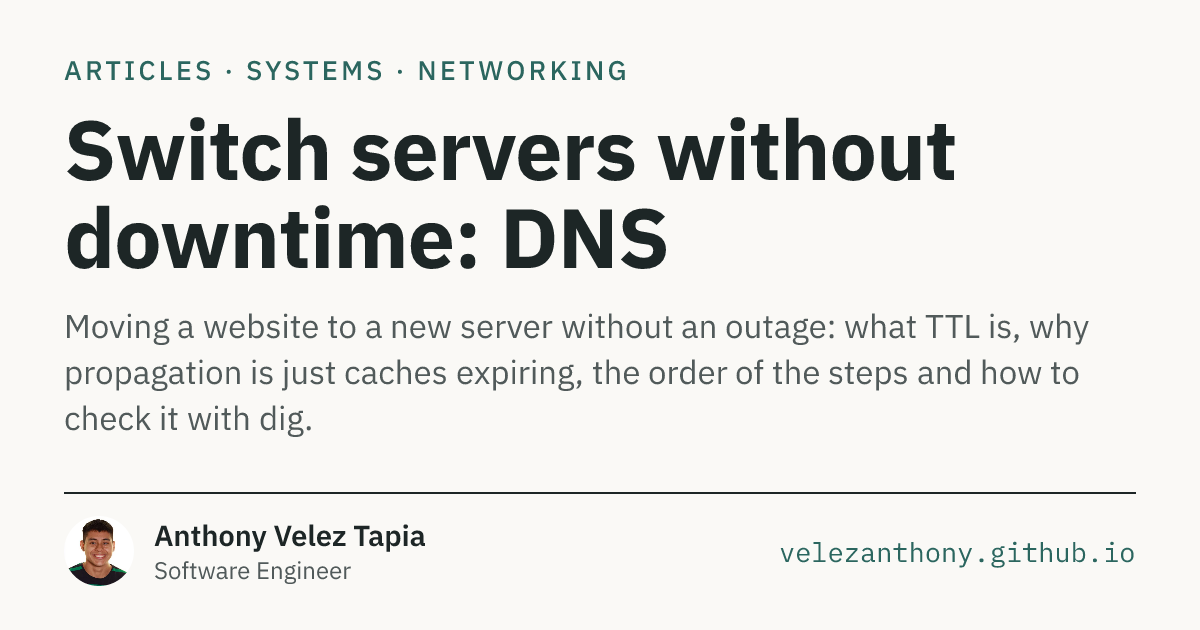 ARTICLES · SYSTEMS · NETWORKING
Switch servers without
downtime: DNS
Moving a website to a new server without an outage: what TTL is, why
propagation is just caches expiring, the order of the steps and how to
check it with dig.
Anthony Velez Tapia
Software Engineer
velezanthony.github.io